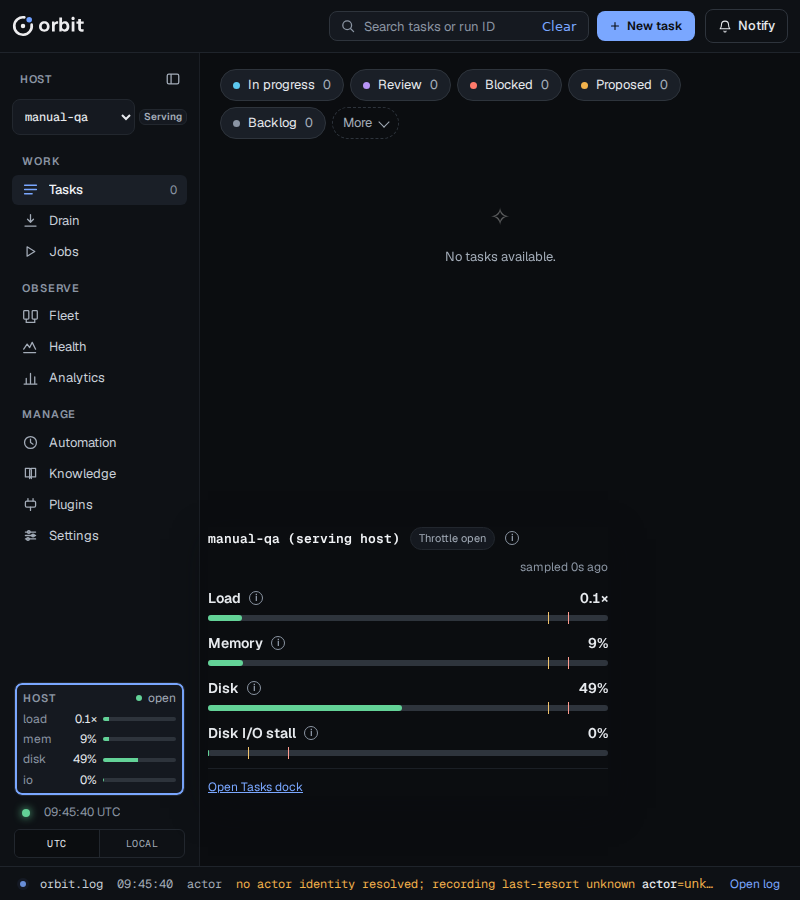 orbit
Search tasks or run ID Clear
+ New task
Notify
HOST
manual-qa Serving
WORK
Tasks 0
Drain
Jobs
OBSERVE
Fleet
Health
Analytics
MANAGE
Automation
Knowledge
Plugins
Settings
HOST open
load 0.1×
mem 9%
disk 49%
io 0%
09:45:40 UTC
UTC LOCAL
In progress 0 Review 0 Blocked 0 Proposed 0
Backlog 0 More
No tasks available.
manual-qa (serving host) Throttle open i
sampled 0s ago
Load i 0.1×
Memory i 9%
Disk i 49%
Disk I/O stall i 0%
Open Tasks dock
orbit.log 09:45:40 actor no actor identity resolved; recording last-resort unknown actor=unk… Open log